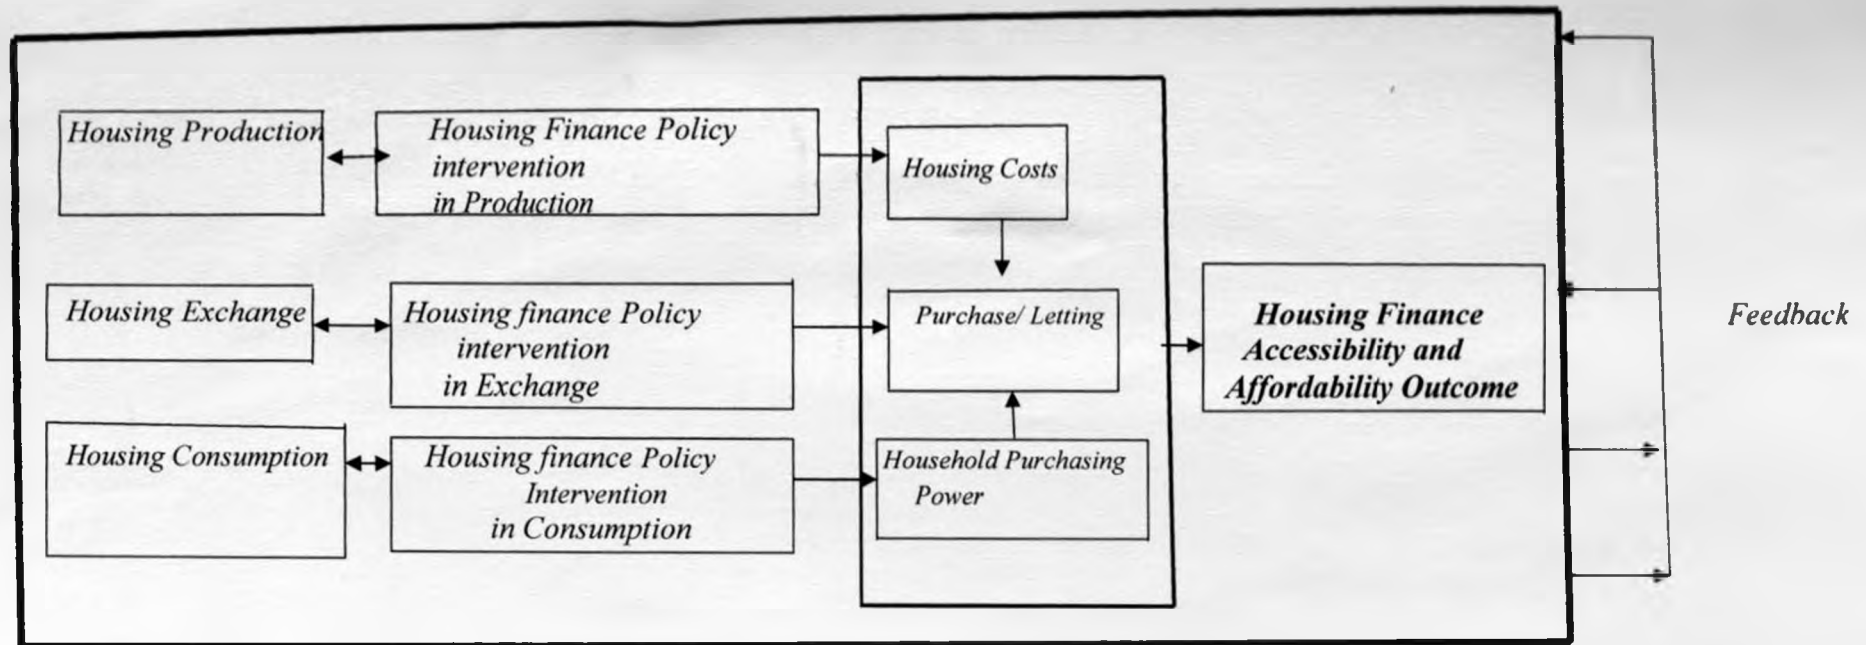 Housing Production
Housing Finance Policy
intervention
in Production
Housing Costs
Housing Exchange
Housing finance Policy
intervention
in Exchange
Purchase/ Letting
Housing Finance
Accessibility and
Affordability Outcome
Feedback
Housing Consumption
Housing finance Policy
Intervention
in Consumption
Household Purchasing
Power